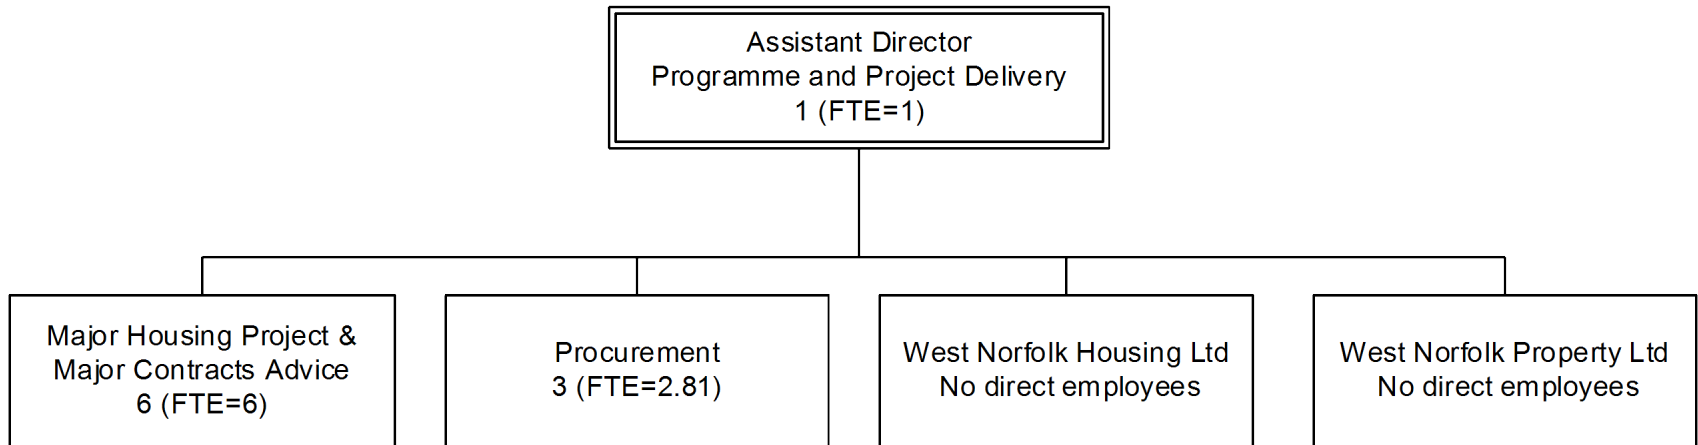 Assistant Director
Programme and Project Delivery
1 (FTE=1)
Major Housing Project &
Major Contracts Advice
6 (FTE=6)
Procurement
3 (FTE=2.81)
West Norfolk Housing Ltd
No direct employees
West Norfolk Property Ltd
No direct employees